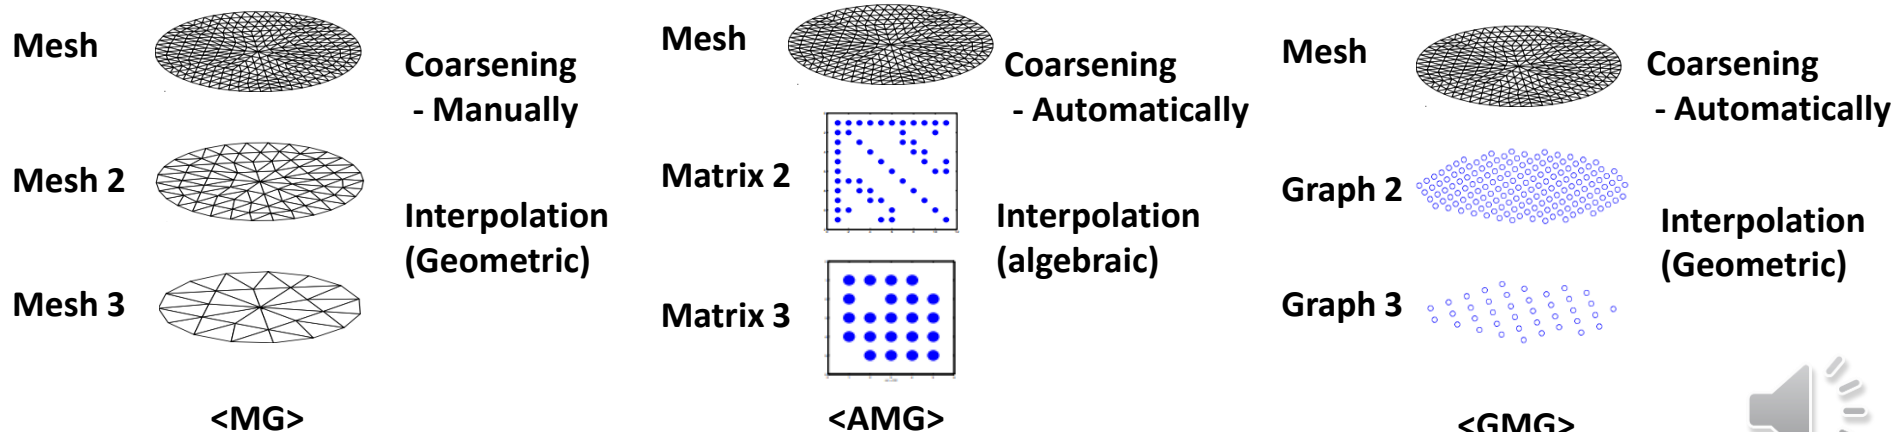 Mesh
Coarsening
- Manually
Mesh 2
Interpolation
(Geometric)
Mesh 3
<MG>
Mesh
Coarsening
- Automatically
Matrix 2
Interpolation
(algebraic)
Matrix 3
<AMG>
Mesh
Coarsening
- Automatically
Graph 2
Interpolation
(Geometric)
Graph 3
<GMG>